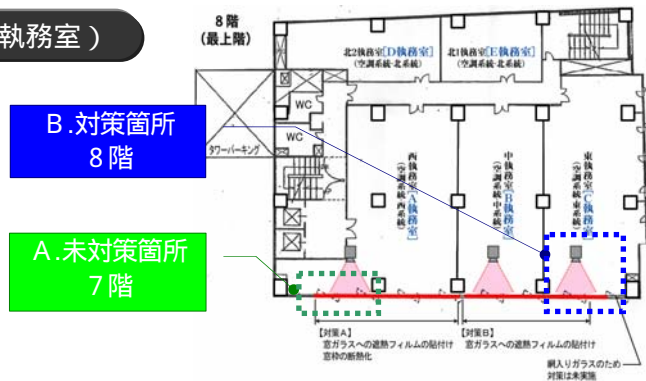 執務室）
8階
（最上階）
北2執務室[D執務室]
（空調系統-北系統）
北1執務室[E執務室]
（空調系統-北系統）
WC
WC
タワーパーキング
B.対策箇所
8階
西執務室[A執務室]
（空調系統-西系統）
中執務室[B執務室]
（空調系統-中系統）
東執務室[C執務室]
（空調系統-東系統）
A.未対策箇所
7階
【対策A】
窓ガラスへの遮熱フィルムの貼付け
窓枠の断熱化
【対策B】
窓ガラスへの遮熱フィルムの貼付け
網入りガラスのため
対策は未実施